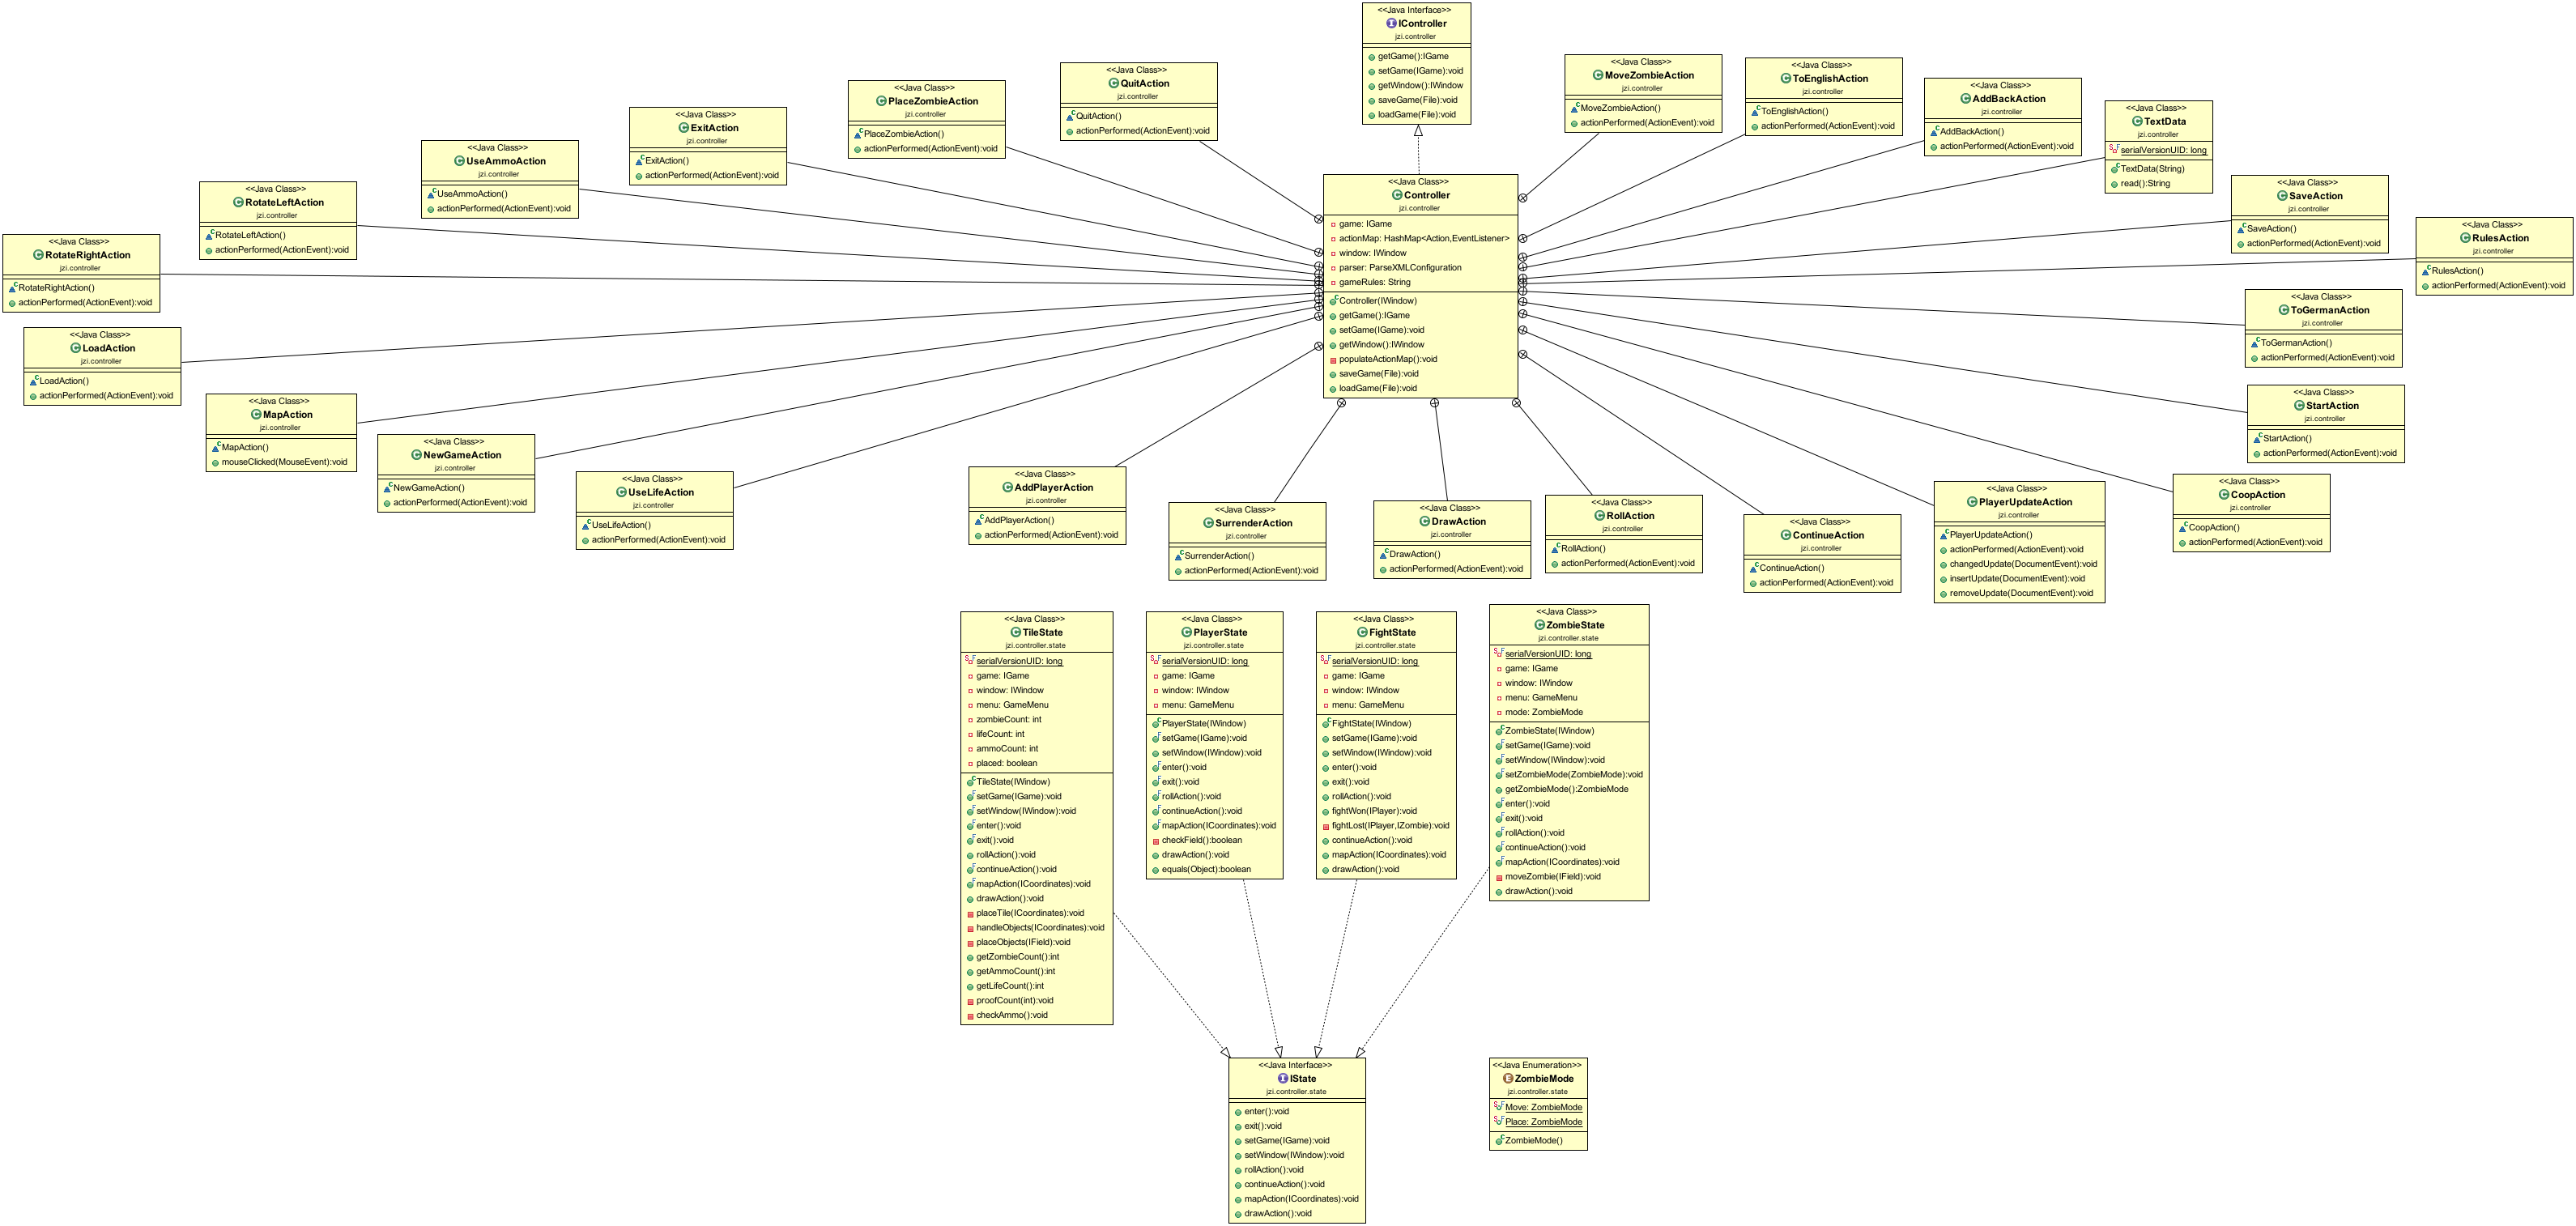 <<Java Interface>>
IController
jzi.controller
getGame():IGame
setGame(IGame):void
getWindow():IWindow
saveGame(File):void
loadGame(File):void
<<Java Class>>
MoveZombieAction
jzi.controller
MoveZombieAction()
actionPerformed(ActionEvent):void
<<Java Class>>
ToEnglishAction
jzi.controller
ToEnglishAction()
actionPerformed(ActionEvent):void
<<Java Class>>
QuitAction
jzi.controller
QuitAction()
actionPerformed(ActionEvent):void
<<Java Class>>
AddBackAction
jzi.controller
AddBackAction()
actionPerformed(ActionEvent):void
<<Java Class>>
PlaceZombieAction
jzi.controller
PlaceZombieAction()
actionPerformed(ActionEvent):void
<<Java Class>>
TextData
jzi.controller
serialVersionUID: long
TextData(String)
read():String
<<Java Class>>
ExitAction
jzi.controller
ExitAction()
actionPerformed(ActionEvent):void
<<Java Class>>
UseAmmoAction
jzi.controller
UseAmmoAction()
actionPerformed(ActionEvent):void
<<Java Class>>
Controller
jzi.controller
game: IGame
actionMap: HashMap<Action,EventListener>
window: IWindow
parser: ParseXMLConfiguration
gameRules: String
Controller(IWindow)
getGame():IGame
setGame(IGame):void
getWindow():IWindow
populateActionMap():void
saveGame(File):void
loadGame(File):void
<<Java Class>>
SaveAction
jzi.controller
SaveAction()
actionPerformed(ActionEvent):void
<<Java Class>>
RotateLeftAction
jzi.controller
RotateLeftAction()
actionPerformed(ActionEvent):void
<<Java Class>>
RulesAction
jzi.controller
RulesAction()
actionPerformed(ActionEvent):void
<<Java Class>>
RotateRightAction
jzi.controller
RotateRightAction()
actionPerformed(ActionEvent):void
<<Java Class>>
ToGermanAction
jzi.controller
ToGermanAction()
actionPerformed(ActionEvent):void
<<Java Class>>
LoadAction
jzi.controller
LoadAction()
actionPerformed(ActionEvent):void
<<Java Class>>
StartAction
jzi.controller
StartAction()
actionPerformed(ActionEvent):void
<<Java Class>>
MapAction
jzi.controller
MapAction()
mouseClicked(MouseEvent):void
<<Java Class>>
NewGameAction
jzi.controller
NewGameAction()
actionPerformed(ActionEvent):void
<<Java Class>>
UseLifeAction
jzi.controller
UseLifeAction()
actionPerformed(ActionEvent):void
<<Java Class>>
AddPlayerAction
jzi.controller
AddPlayerAction()
actionPerformed(ActionEvent):void
<<Java Class>>
SurrenderAction
jzi.controller
SurrenderAction()
actionPerformed(ActionEvent):void
<<Java Class>>
DrawAction
jzi.controller
DrawAction()
actionPerformed(ActionEvent):void
<<Java Class>>
RollAction
jzi.controller
RollAction()
actionPerformed(ActionEvent):void
<<Java Class>>
ContinueAction
jzi.controller
ContinueAction()
actionPerformed(ActionEvent):void
<<Java Class>>
PlayerUpdateAction
jzi.controller
PlayerUpdateAction()
actionPerformed(ActionEvent):void
changedUpdate(DocumentEvent):void
insertUpdate(DocumentEvent):void
removeUpdate(DocumentEvent):void
<<Java Class>>
CoopAction
jzi.controller
CoopAction()
actionPerformed(ActionEvent):void
<<Java Class>>
TileState
jzi.controller.state
serialVersionUID: long
game: IGame
window: IWindow
menu: GameMenu
zombieCount: int
lifeCount: int
ammoCount: int
placed: boolean
TileState(IWindow)
setGame(IGame):void
setWindow(IWindow):void
enter():void
exit():void
rollAction():void
continueAction():void
mapAction(ICoordinates):void
drawAction():void
placeTile(ICoordinates):void
handleObjects(ICoordinates):void
placeObjects(IField):void
getZombieCount():int
getAmmoCount():int
getLifeCount():int
proofCount(int):void
checkAmmo():void
<<Java Class>>
PlayerState
jzi.controller.state
serialVersionUID: long
game: IGame
window: IWindow
menu: GameMenu
PlayerState(IWindow)
setGame(IGame):void
setWindow(IWindow):void
enter():void
exit():void
rollAction():void
continueAction():void
mapAction(ICoordinates):void
checkField():boolean
drawAction():void
equals(Object):boolean
<<Java Class>>
FightState
jzi.controller.state
serialVersionUID: long
game: IGame
window: IWindow
menu: GameMenu
FightState(IWindow)
setGame(IGame):void
setWindow(IWindow):void
enter():void
exit():void
rollAction():void
fightWon(IPlayer):void
fightLost(IPlayer,IZombie):void
continueAction():void
mapAction(ICoordinates):void
drawAction():void
<<Java Class>>
ZombieState
jzi.controller.state
serialVersionUID: long
game: IGame
window: IWindow
menu: GameMenu
mode: ZombieMode
ZombieState(IWindow)
setGame(IGame):void
setWindow(IWindow):void
setZombieMode(ZombieMode):void
getZombieMode():ZombieMode
enter():void
exit():void
rollAction():void
continueAction():void
mapAction(ICoordinates):void
moveZombie(IField):void
drawAction():void
<<Java Interface>>
IState
jzi.controller.state
enter():void
exit():void
setGame(IGame):void
setWindow(IWindow):void
rollAction():void
continueAction():void
mapAction(ICoordinates):void
drawAction():void
<<Java Enumeration>>
ZombieMode
jzi.controller.state
Move: ZombieMode
Place: ZombieMode
ZombieMode()